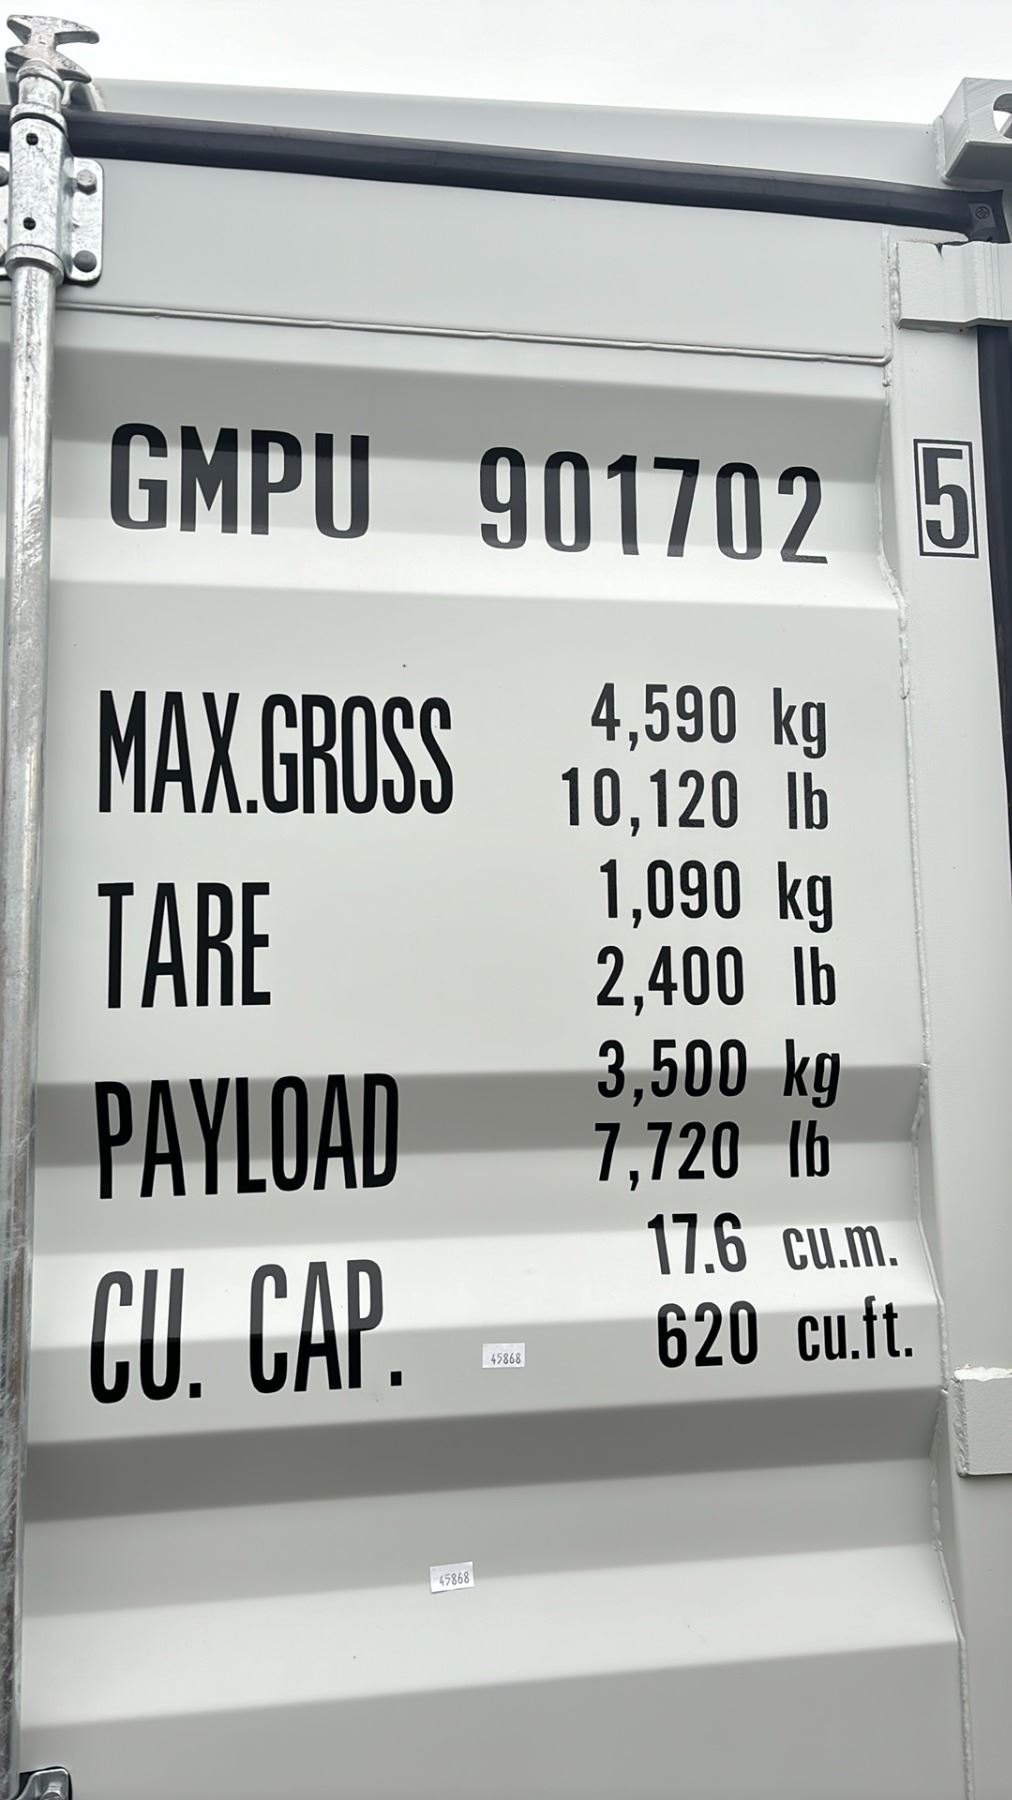 GMPU 901702 5
MAX.GROSS 4,590 kg
10,120 lb
TARE 1,090 kg
2,400 lb
PAYLOAD 3,500 kg
7,720 lb
CU. CAP. 17.6 cu.m.
620 cu.ft.
45868
45868